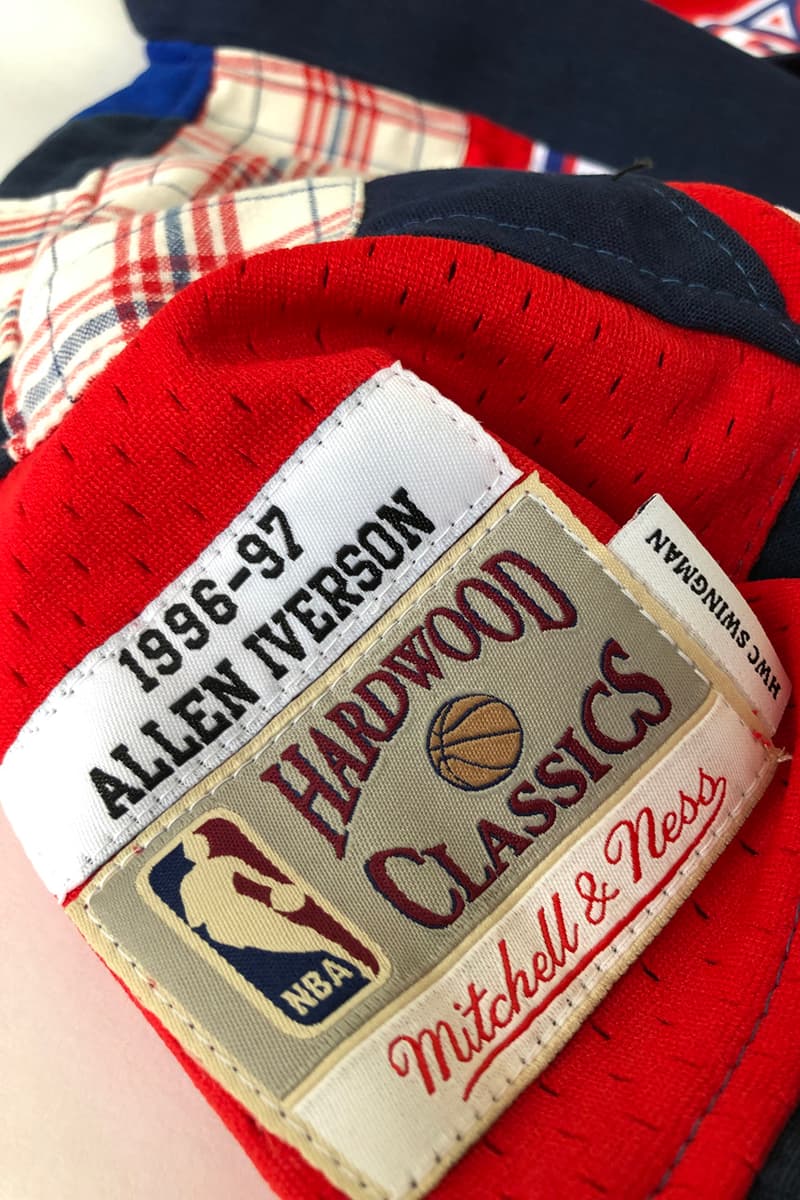 1996-97
ALLEN IVERSON
HARDWOOD
CLASSICS
NBA
Mitchell & Ness
HWC SWINGMAN